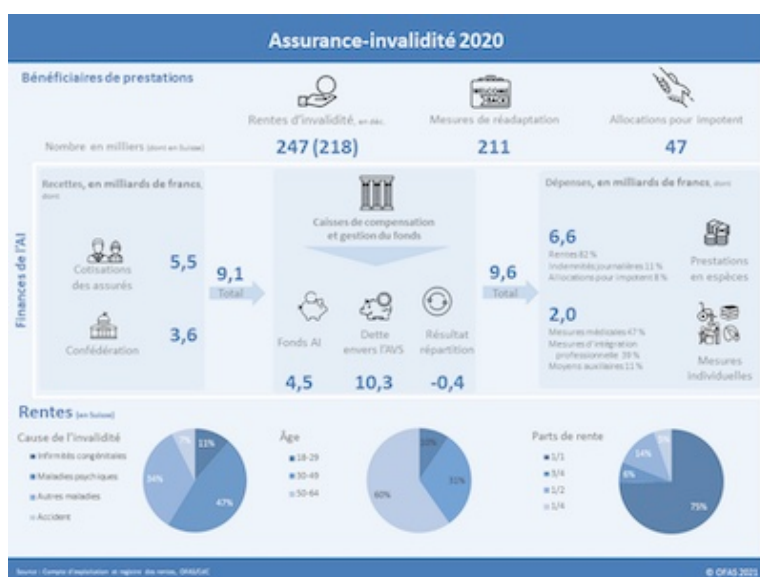 Assurance-invalidité 2020
Bénéficiaires de prestations
Rentes d'invalidité, en déc.
Mesures de réadaptation
Allocations pour impotent
WELCOME
BACK
Nombre en milliers (dont en Suisse)
247 (218)
211
47
Finances de l'AI
Recettes, en milliards de francs,
dont
Cotisations
des assurés
5,5
Confédération
3,6
9,1
Total
Caisses de compensation
et gestion du fonds
Fonds AI
4,5
Dette
envers l'AVS
10,3
Résultat
répartition
-0,4
9,6
Total
Dépenses, en milliards de francs, dont
6,6
Rentes 82 %
Indemnités journalières 11 %
Allocations pour impotent 8 %
Prestations
en espèces
2,0
Mesures médicales 47 %
Mesures d'intégration
professionnelle 39 %
Moyens auxiliaires 11 %
Mesures
individuelles
Rentes (en Suisse)
Cause de l'invalidité
Infirmités congénitales
Maladies psychiques
Autres maladies
Accident
7%
11%
34%
47%
Âge
18-29
30-49
50-64
10%
31%
60%
Parts de rente
1/1
3/4
1/2
1/4
5%
14%
6%
75%
Source : Compte d'exploitation et registre des rentes, OFAS/CdC
© OFAS 2021